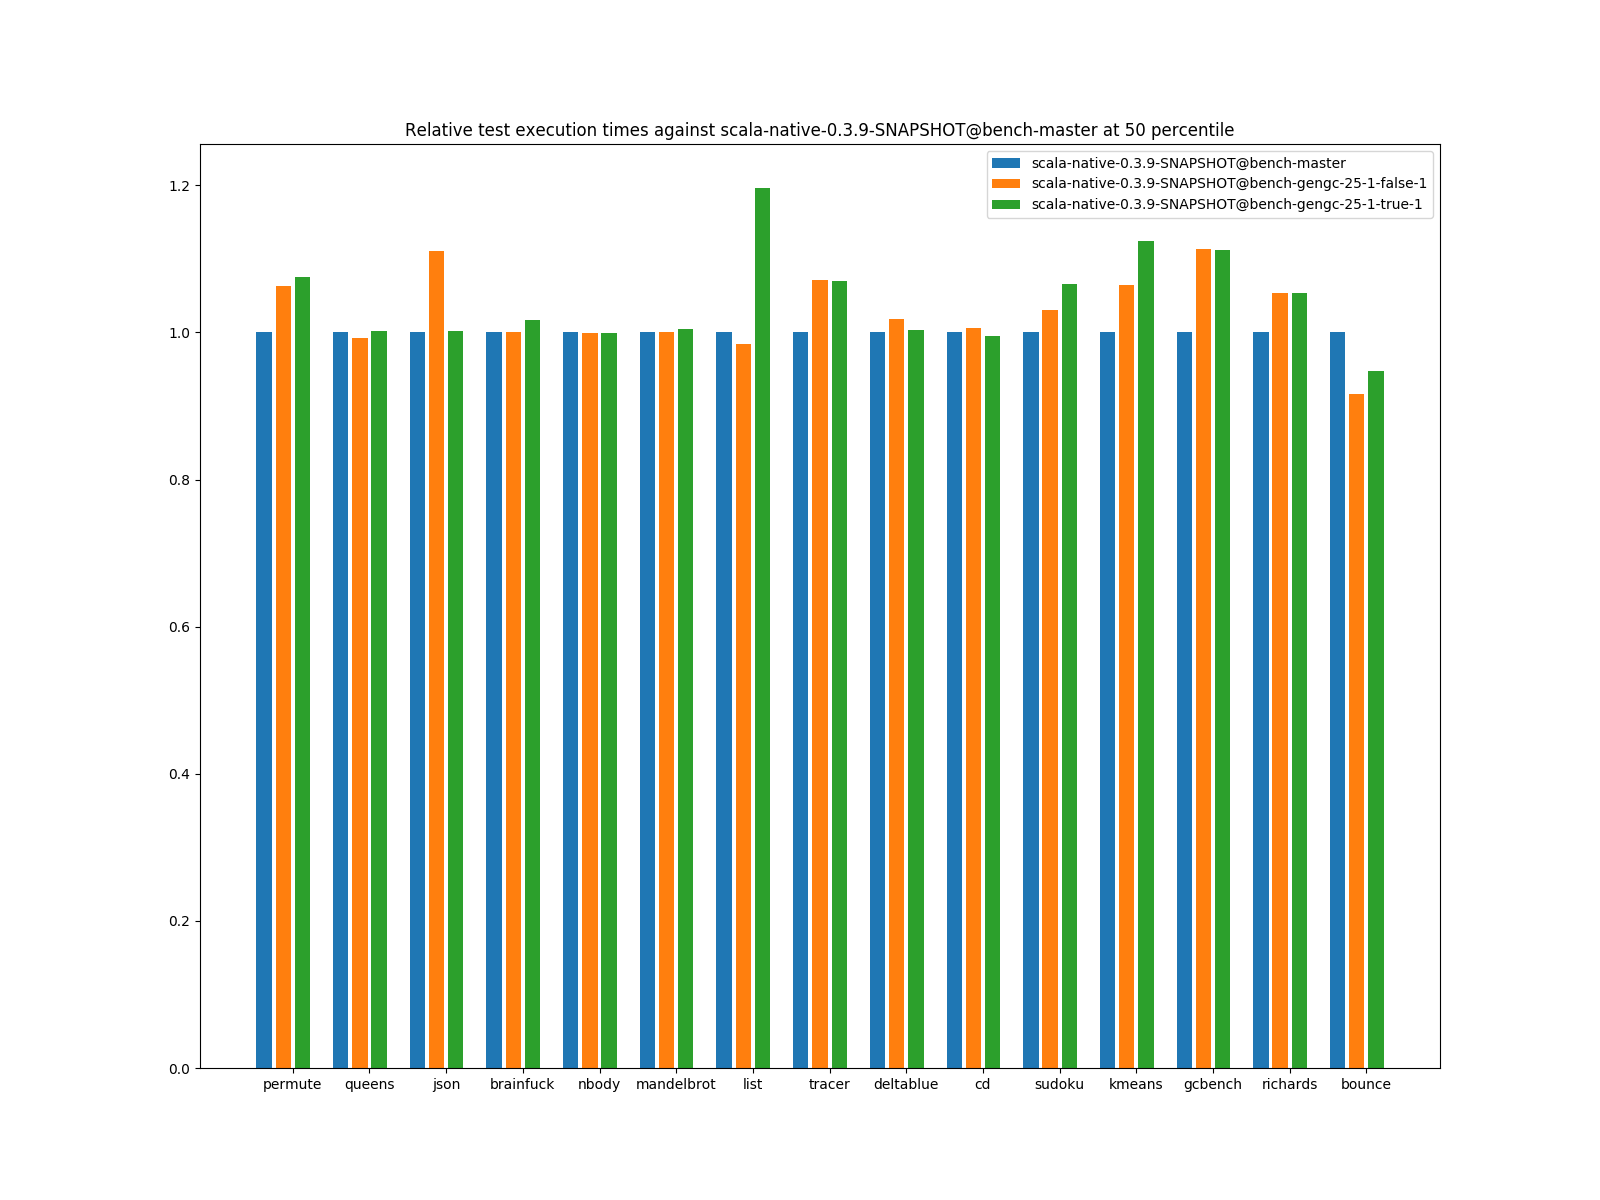 Relative test execution times against scala-native-0.3.9-SNAPSHOT@bench-master at 50 percentile
scala-native-0.3.9-SNAPSHOT@bench-master
scala-native-0.3.9-SNAPSHOT@bench-gengc-25-1-false-1
scala-native-0.3.9-SNAPSHOT@bench-gengc-25-1-true-1
1.2
1.0
0.8
0.6
0.4
0.2
0.0
permute queens json brainfuck nbody mandelbrot list tracer deltablue cd sudoku kmeans gcbench richards bounce